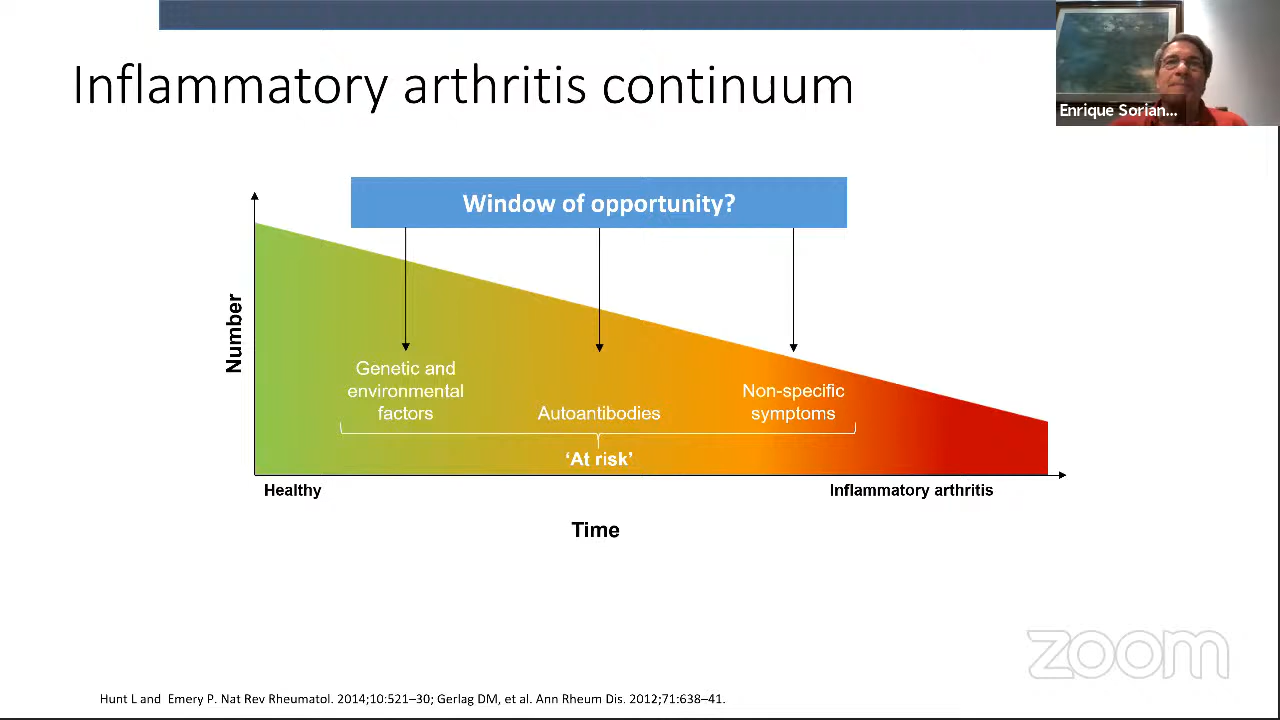 Inflammatory arthritis continuum
Enrique Sorian...
Window of opportunity?
Number
Genetic and
environmental
factors
Autoantibodies
Non-specific
symptoms
‘At risk’
Healthy
Inflammatory arthritis
Time
zoom
Hunt L and Emery P. Nat Rev Rheumatol. 2014;10:521–30; Gerlag DM, et al. Ann Rheum Dis. 2012;71:638–41.